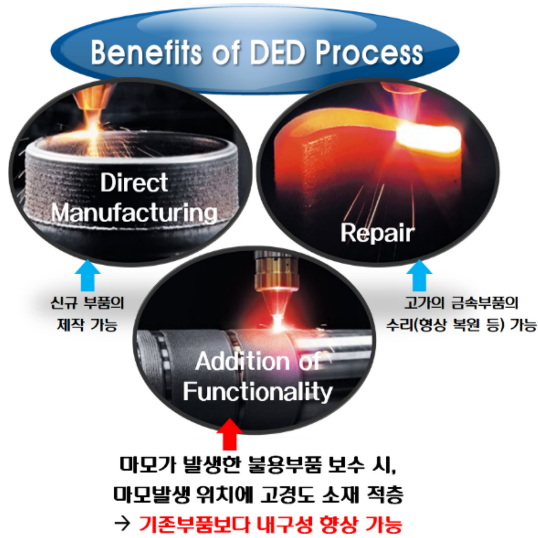 Benefits of DED Process
Direct
Manufacturing
Repair
신규 부품의
제작 가능
고가의 금속부품의
수리(형상 복원 등) 가능
Addition of
Functionality
마모가 발생한 불용부품 보수 시,
마모발생 위치에 고경도 소재 적층
→ 기존부품보다 내구성 향상 가능